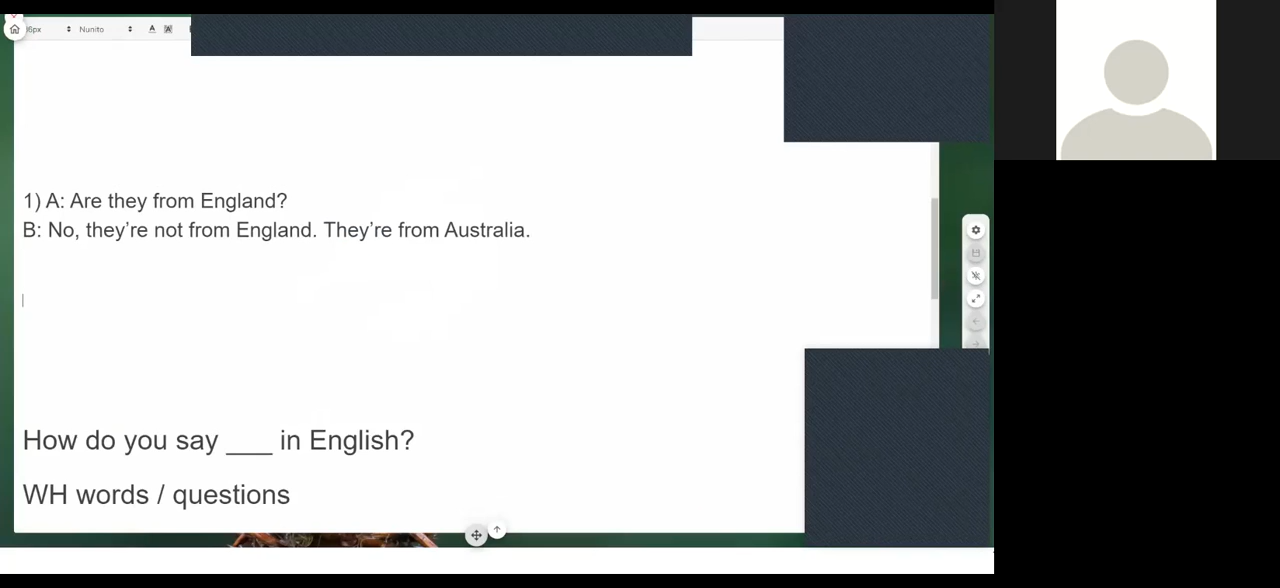 Nunito
1) A: Are they from England?
B: No, they’re not from England. They’re from Australia.
How do you say ___ in English?
WH words / questions